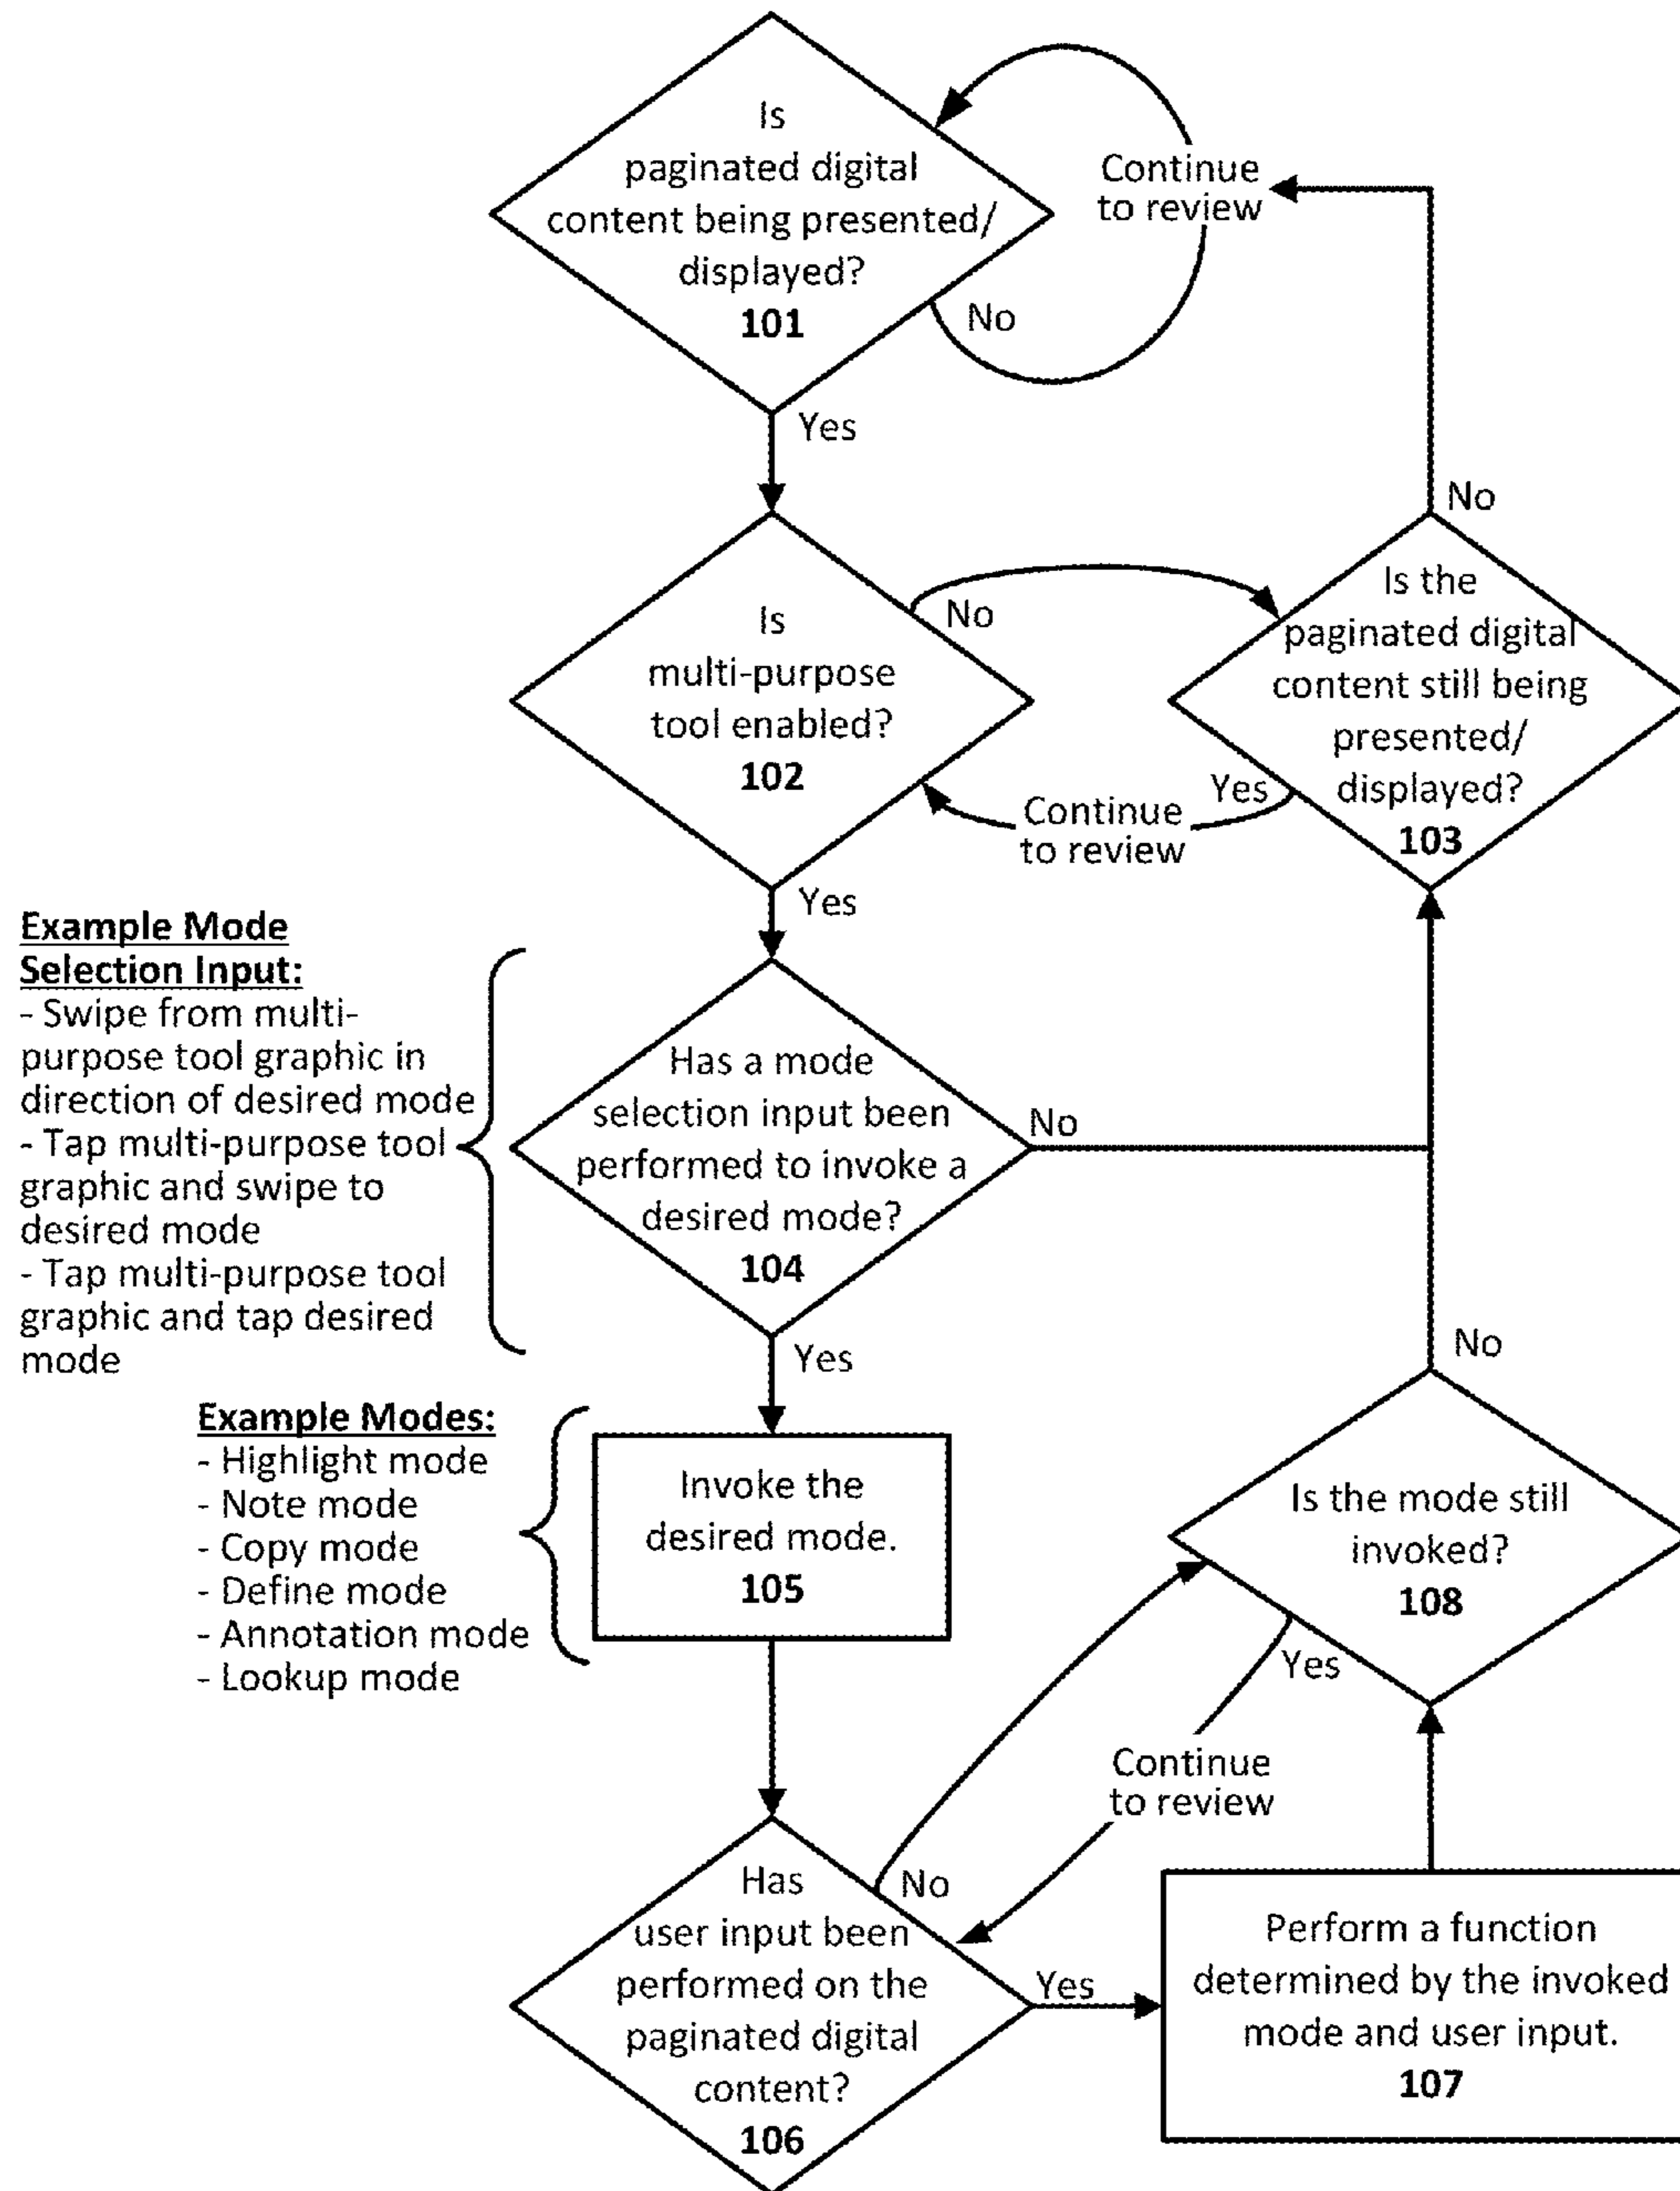 Is
paginated digital
content being presented/
displayed?
101
Continue
to review
No
Yes
No
Is
multi-purpose
tool enabled?
102
No
Is the
paginated digital
content still being
presented/
displayed?
103
Yes
Continue
to review
Yes
Example Mode
Selection Input:
- Swipe from multi-
purpose tool graphic in
direction of desired mode
- Tap multi-purpose tool
graphic and swipe to
desired mode
- Tap multi-purpose tool
graphic and tap desired
mode
Has a mode
selection input been
performed to invoke a
desired mode?
104
No
Yes
Example Modes:
- Highlight mode
- Note mode
- Copy mode
- Define mode
- Annotation mode
- Lookup mode
Invoke the
desired mode.
105
No
Is the mode still
invoked?
108
Yes
Continue
to review
Has
user input been
performed on the
paginated digital
content?
106
No
Yes
Perform a function
determined by the invoked
mode and user input.
107